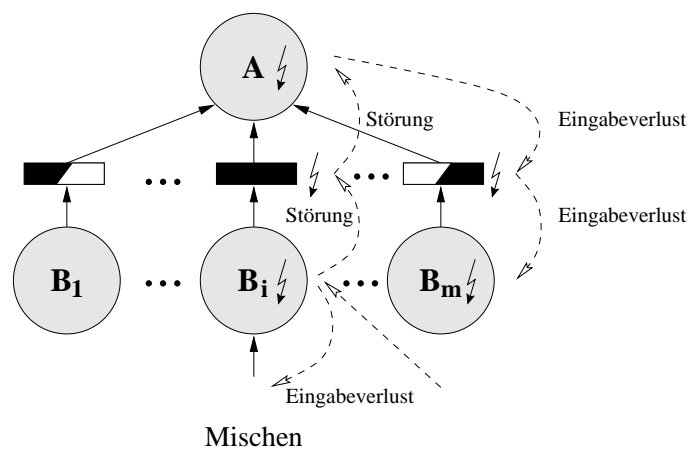 A
Störung
Eingabeverlust
Störung
Eingabeverlust
B1
Bi
Bm
Eingabeverlust
Mischen